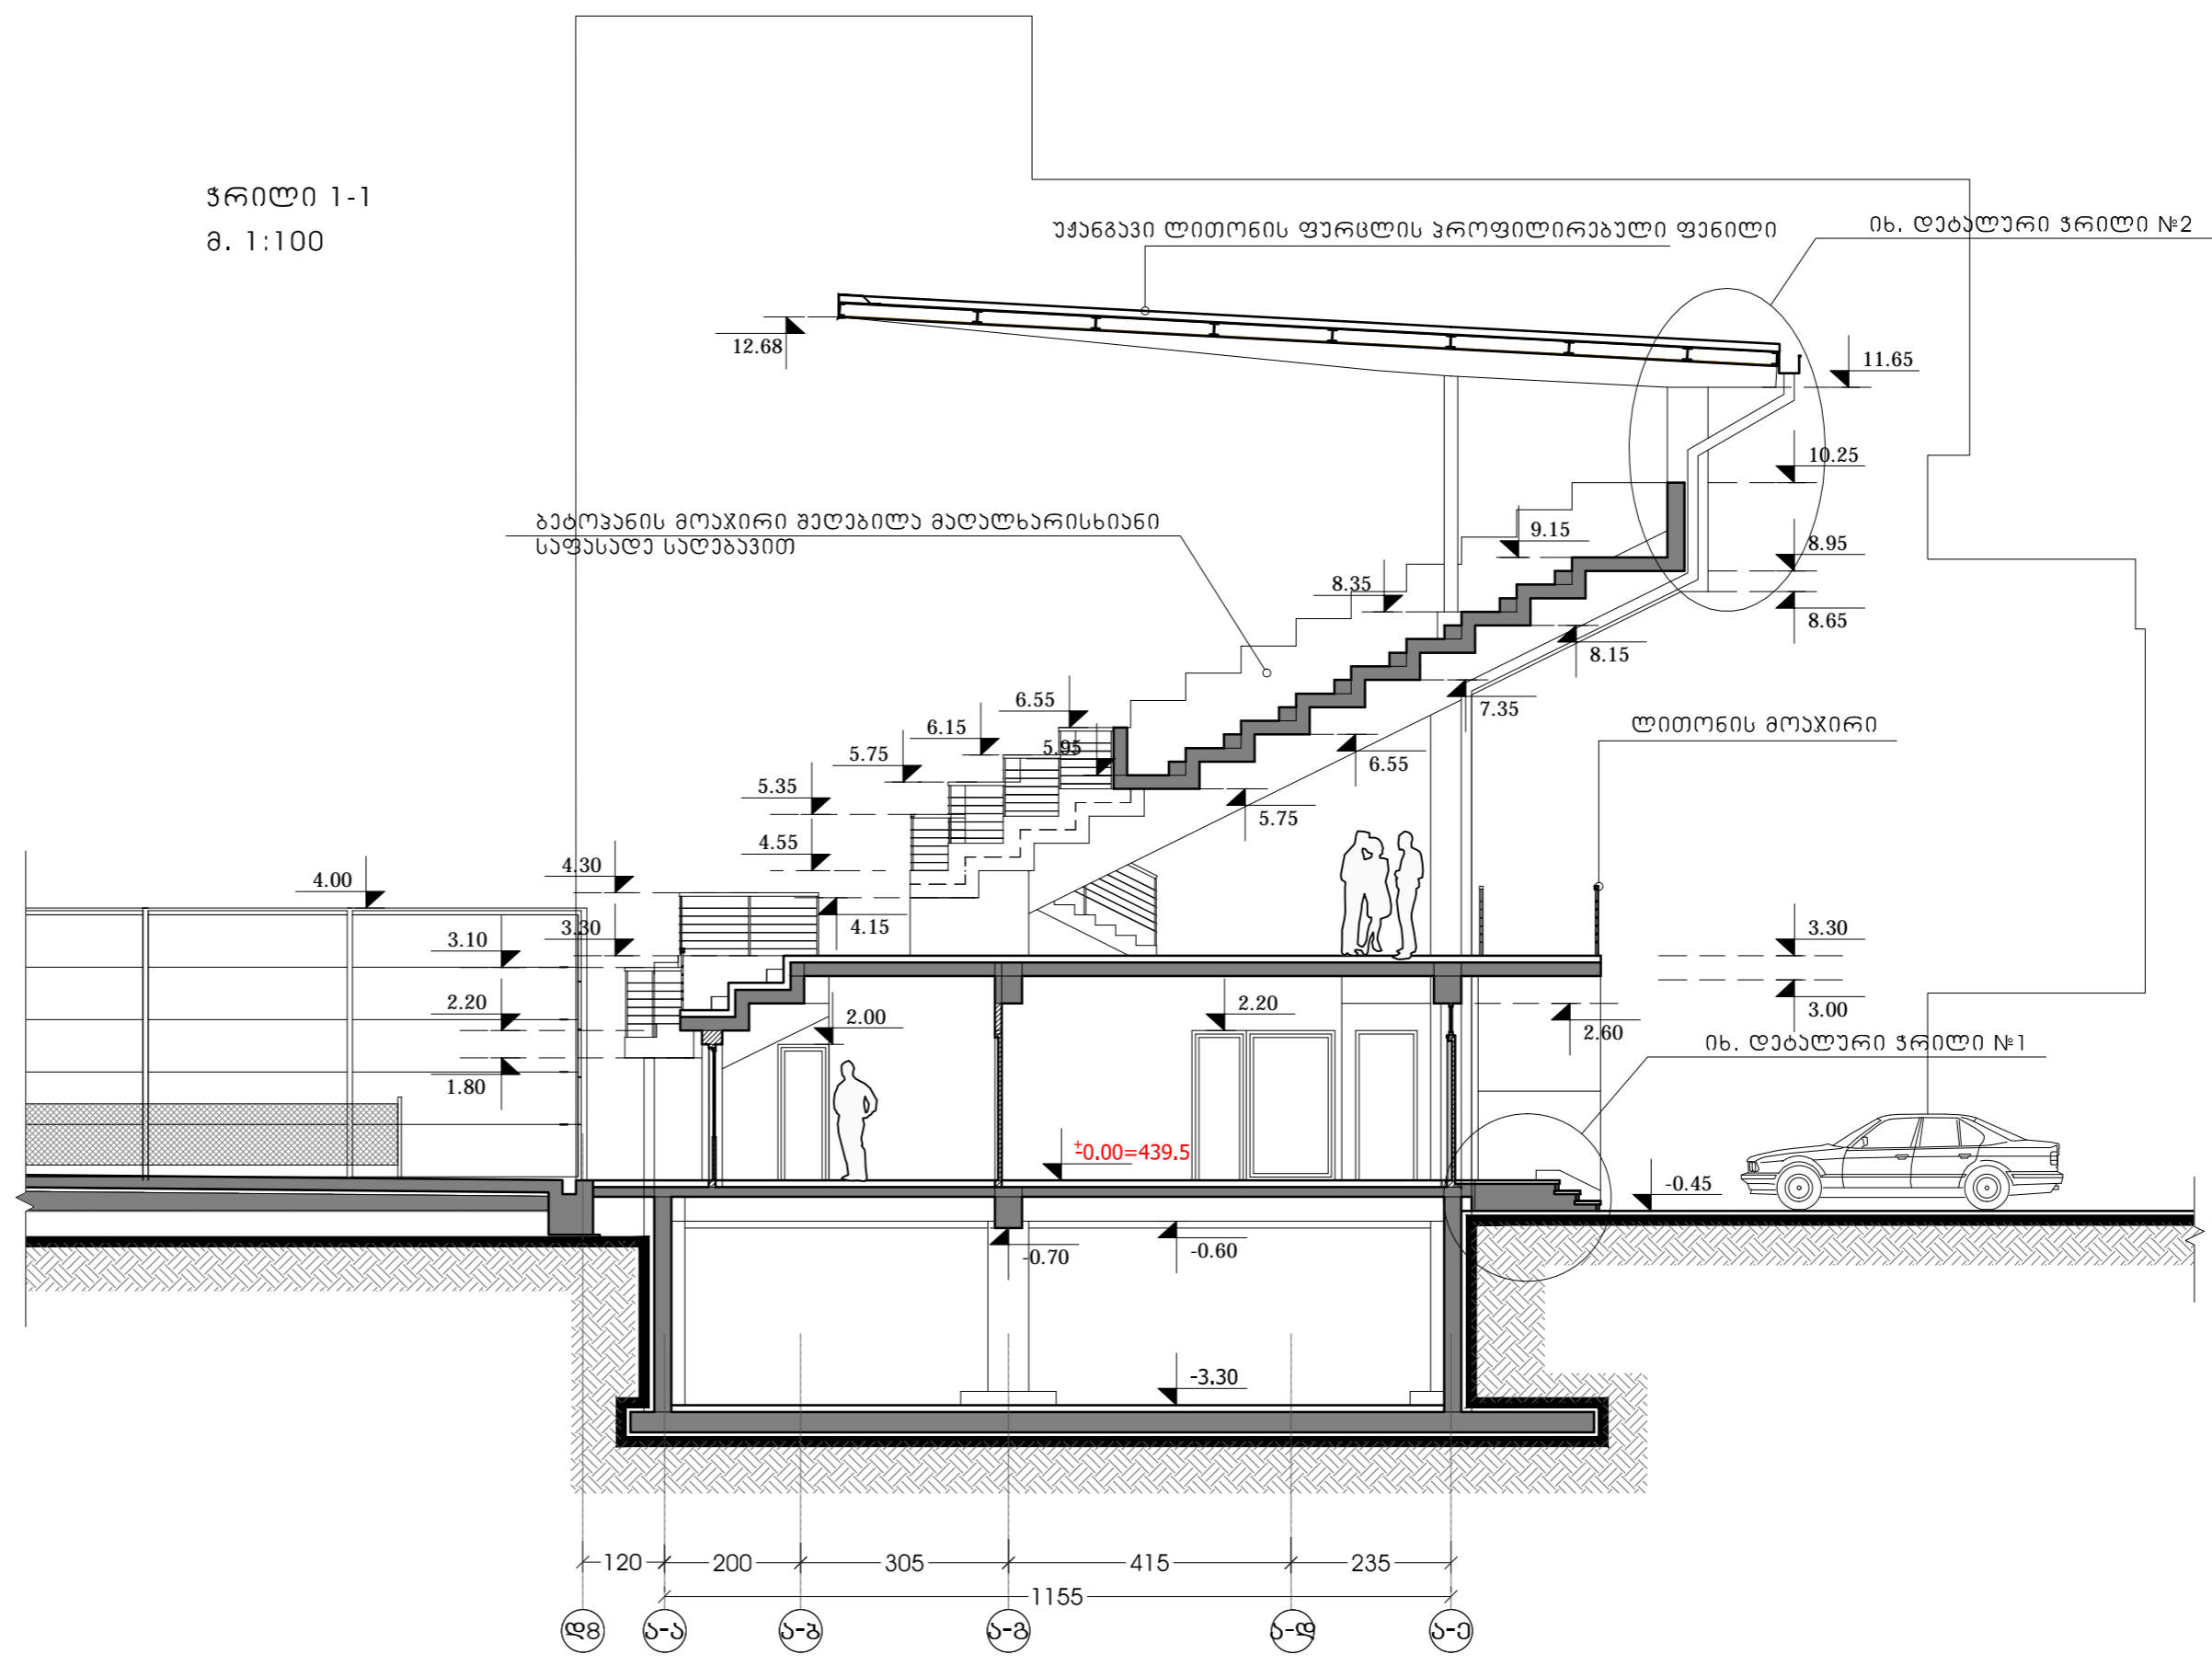 ჭრილი 1-1
მ. 1:100
უჟანგავი ლითონის ფურცლის პროფილირებული ფენილი
იხ. დეტალური ჭრილი №2
12.68
11.65
10.25
ბეტოპანის მოაჯირი შეღებილა მაღალხარისხიანი
საფასადე საღებავით
9.15
8.95
8.35
8.65
8.15
6.55
7.35
6.15
5.95
ლითონის მოაჯირი
5.75
6.55
5.35
5.75
4.55
4.30
4.00
4.15
3.30
3.10
3.30
2.20
2.00
2.20
3.00
2.60
იხ. დეტალური ჭრილი №1
1.80
±0.00=439.5
-0.45
-0.70
-0.60
-3.30
120
200
305
415
235
1155
დ8
ა-ა
ა-ბ
ა-გ
ა-დ
ა-ე